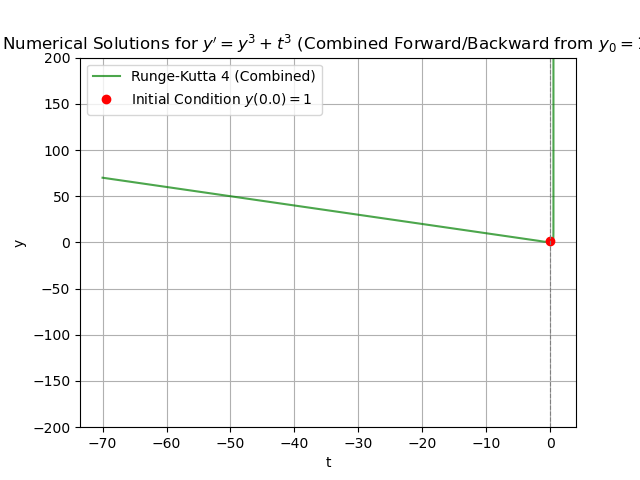 Numerical Solutions for $y' = y^3 + t^3$ (Combined Forward/Backward from $y_0 =$
Runge-Kutta 4 (Combined)
Initial Condition $y(0.0) = 1$
200
150
100
50
0
−50
−100
−150
−200
y
−70 −60 −50 −40 −30 −20 −10 0
t